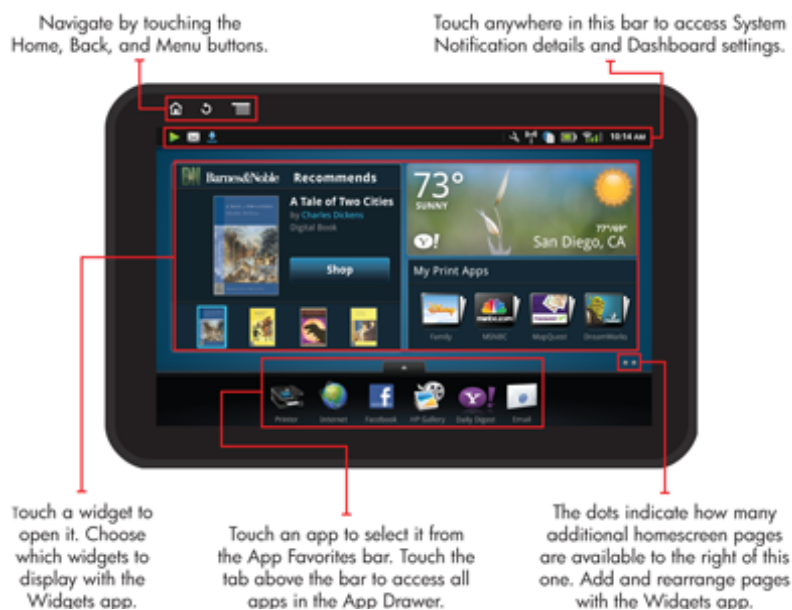 Navigate by touching the
Home, Back, and Menu buttons.
Touch anywhere in this bar to access System
Notification details and Dashboard settings.
10:14 AM
BN Barnes&Noble Recommends
A Tale of Two Cities
by Charles Dickens
Digital Book
Shop
73°
SUNNY
Y!
77°/69°
San Diego, CA
My Print Apps
Family
MSNBC
MapQuest
DreamWorks
Printer
Internet
Facebook
HP Gallery
Daily Digest
Email
Touch a widget to
open it. Choose
which widgets to
display with the
Widgets app.
Touch an app to select it from
the App Favorites bar. Touch the
tab above the bar to access all
apps in the App Drawer.
The dots indicate how many
additional homescreen pages
are available to the right of this
one. Add and rearrange pages
with the Widgets app.